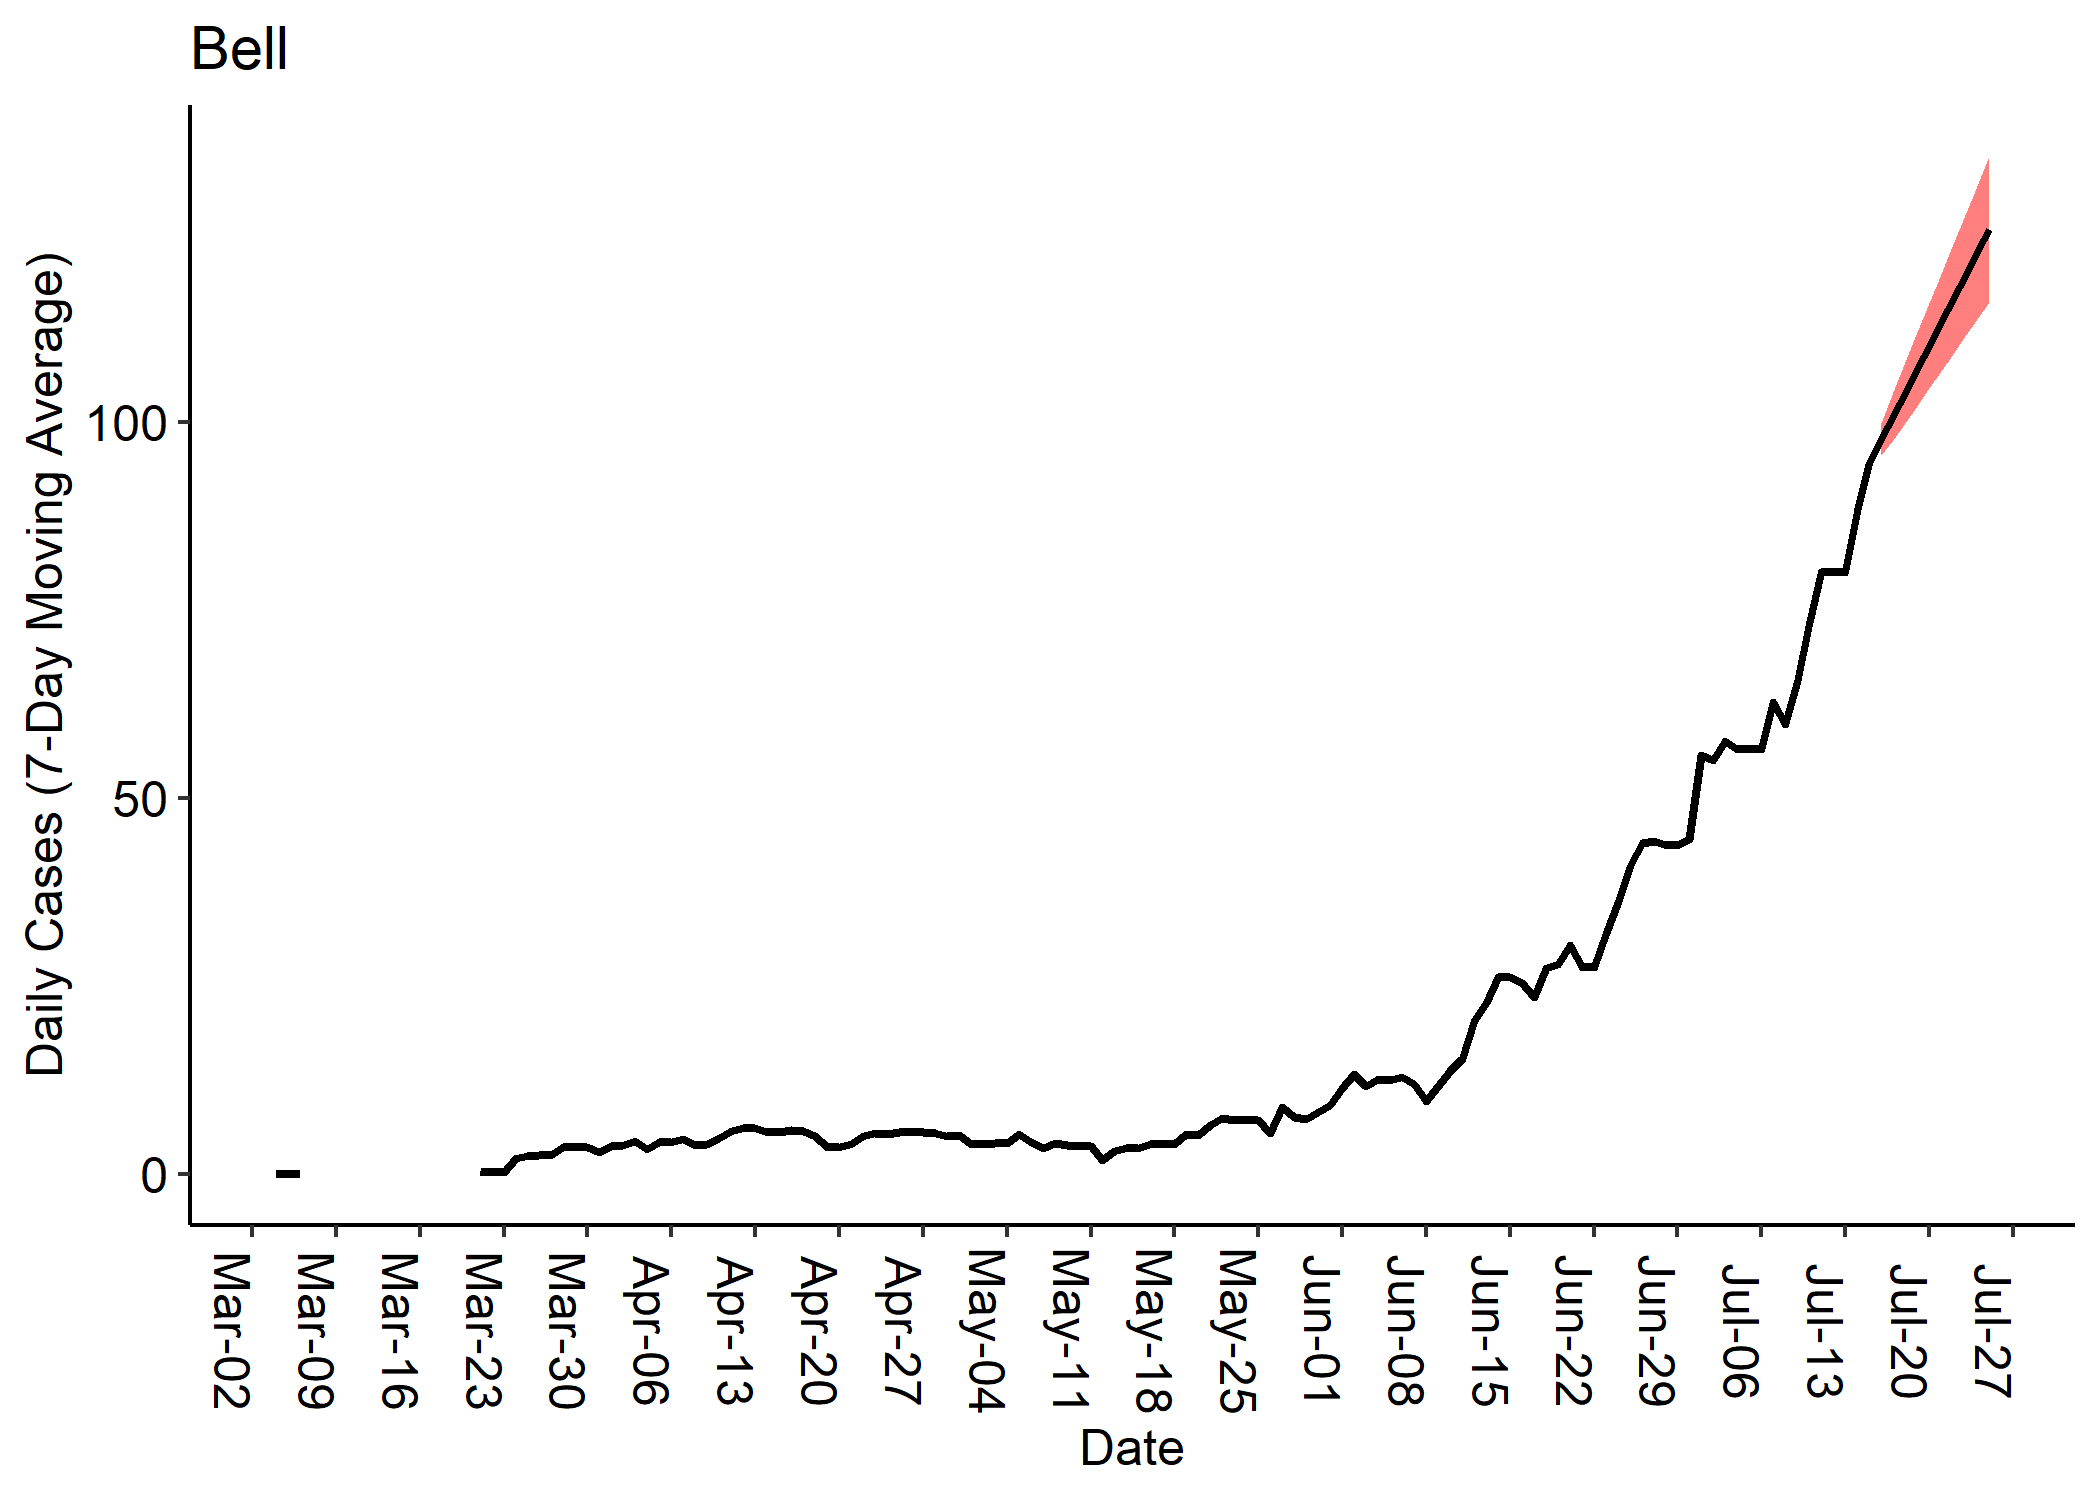 Bell
Daily Cases (7-Day Moving Average)
100
50
0
Mar-02
Mar-09
Mar-16
Mar-23
Mar-30
Apr-06
Apr-13
Apr-20
Apr-27
May-04
May-11
May-18
May-25
Jun-01
Jun-08
Jun-15
Jun-22
Jun-29
Jul-06
Jul-13
Jul-20
Jul-27
Date